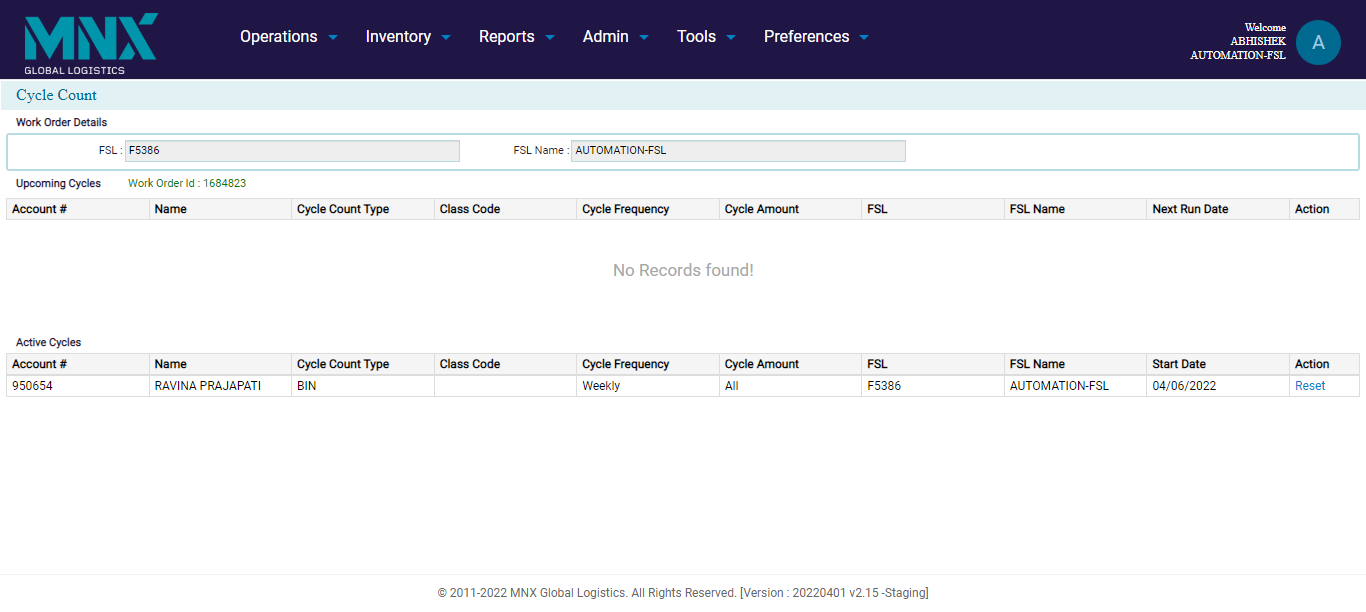 MNX
GLOBAL LOGISTICS
Operations Inventory Reports Admin Tools Preferences
Welcome
ABHISHEK
AUTOMATION-FSL
A
Cycle Count
Work Order Details
FSL : F5386 FSL Name : AUTOMATION-FSL
Upcoming Cycles Work Order Id : 1684823
Account # Name Cycle Count Type Class Code Cycle Frequency Cycle Amount FSL FSL Name Next Run Date Action
No Records found!
Active Cycles
Account # Name Cycle Count Type Class Code Cycle Frequency Cycle Amount FSL FSL Name Start Date Action
950654 RAVINA PRAJAPATI BIN Weekly All F5386 AUTOMATION-FSL 04/06/2022 Reset
© 2011-2022 MNX Global Logistics. All Rights Reserved. [Version : 20220401 v2.15 -Staging]